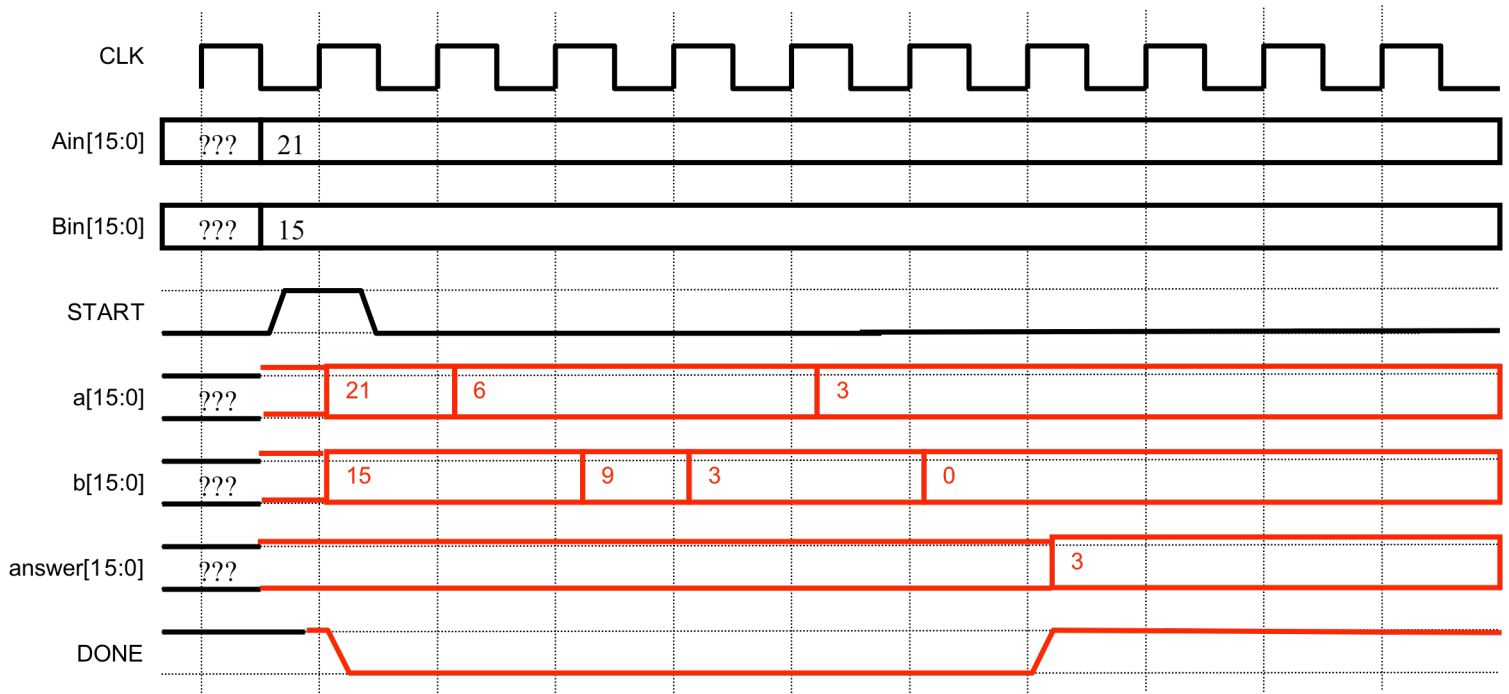 CLK
Ain[15:0] ??? 21
Bin[15:0] ??? 15
START
a[15:0] ??? 21 6 3
b[15:0] ??? 15 9 3 0
answer[15:0] ??? 3
DONE